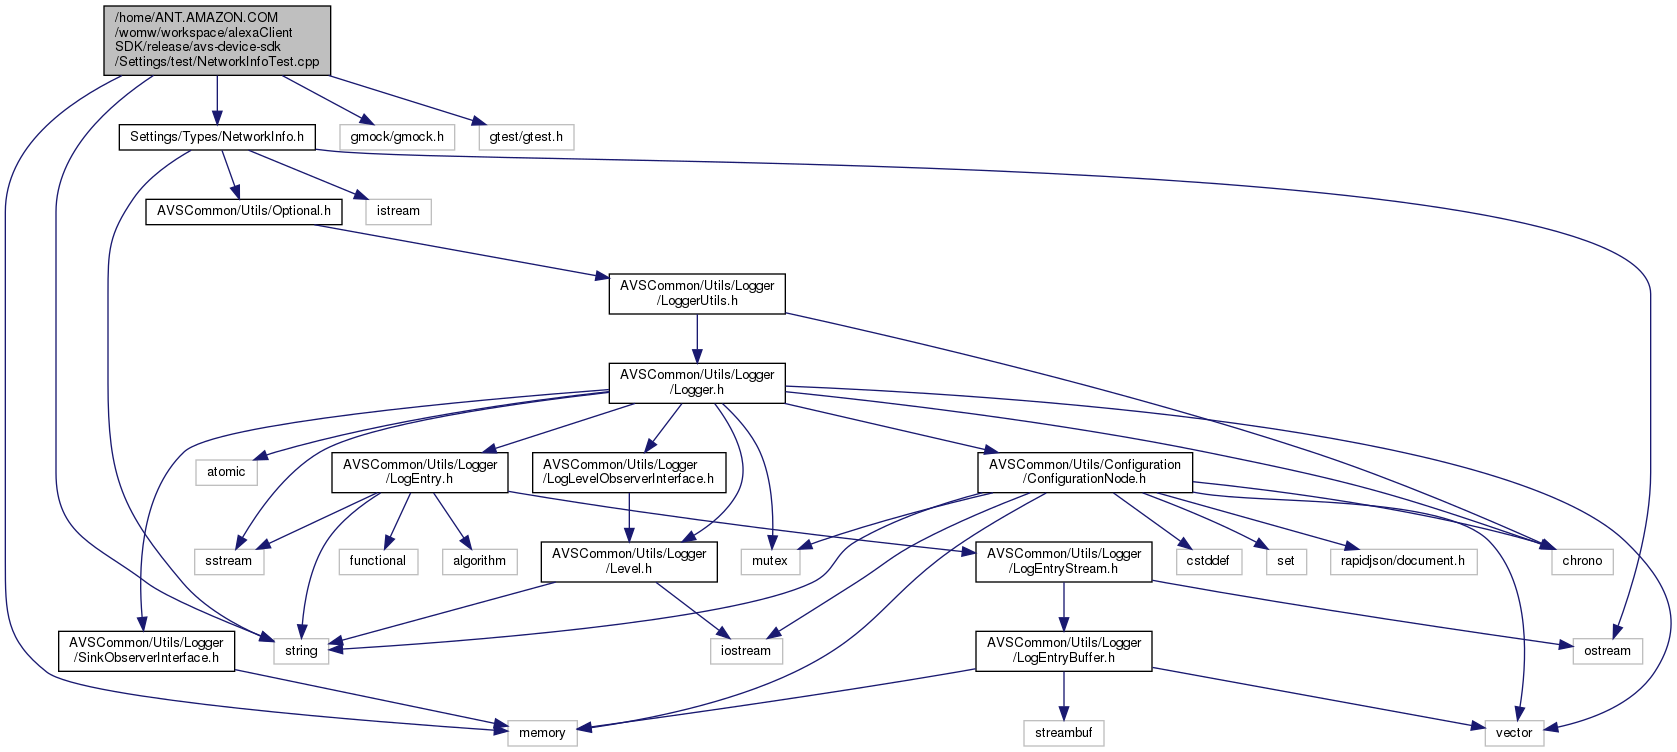 /home/ANT.AMAZON.COM
/womw/workspace/alexaClient
SDK/release/avs-device-sdk
/Settings/test/NetworkInfoTest.cpp
Settings/Types/NetworkInfo.h
gmock/gmock.h
gtest/gtest.h
AVSCommon/Utils/Optional.h
istream
AVSCommon/Utils/Logger
/LoggerUtils.h
AVSCommon/Utils/Logger
/Logger.h
atomic
AVSCommon/Utils/Logger
/LogEntry.h
AVSCommon/Utils/Logger
/LogLevelObserverInterface.h
AVSCommon/Utils/Configuration
/ConfigurationNode.h
sstream
functional
algorithm
AVSCommon/Utils/Logger
/Level.h
mutex
AVSCommon/Utils/Logger
/LogEntryStream.h
cstddef
set
rapidjson/document.h
chrono
AVSCommon/Utils/Logger
/SinkObserverInterface.h
string
iostream
AVSCommon/Utils/Logger
/LogEntryBuffer.h
ostream
memory
streambuf
vector